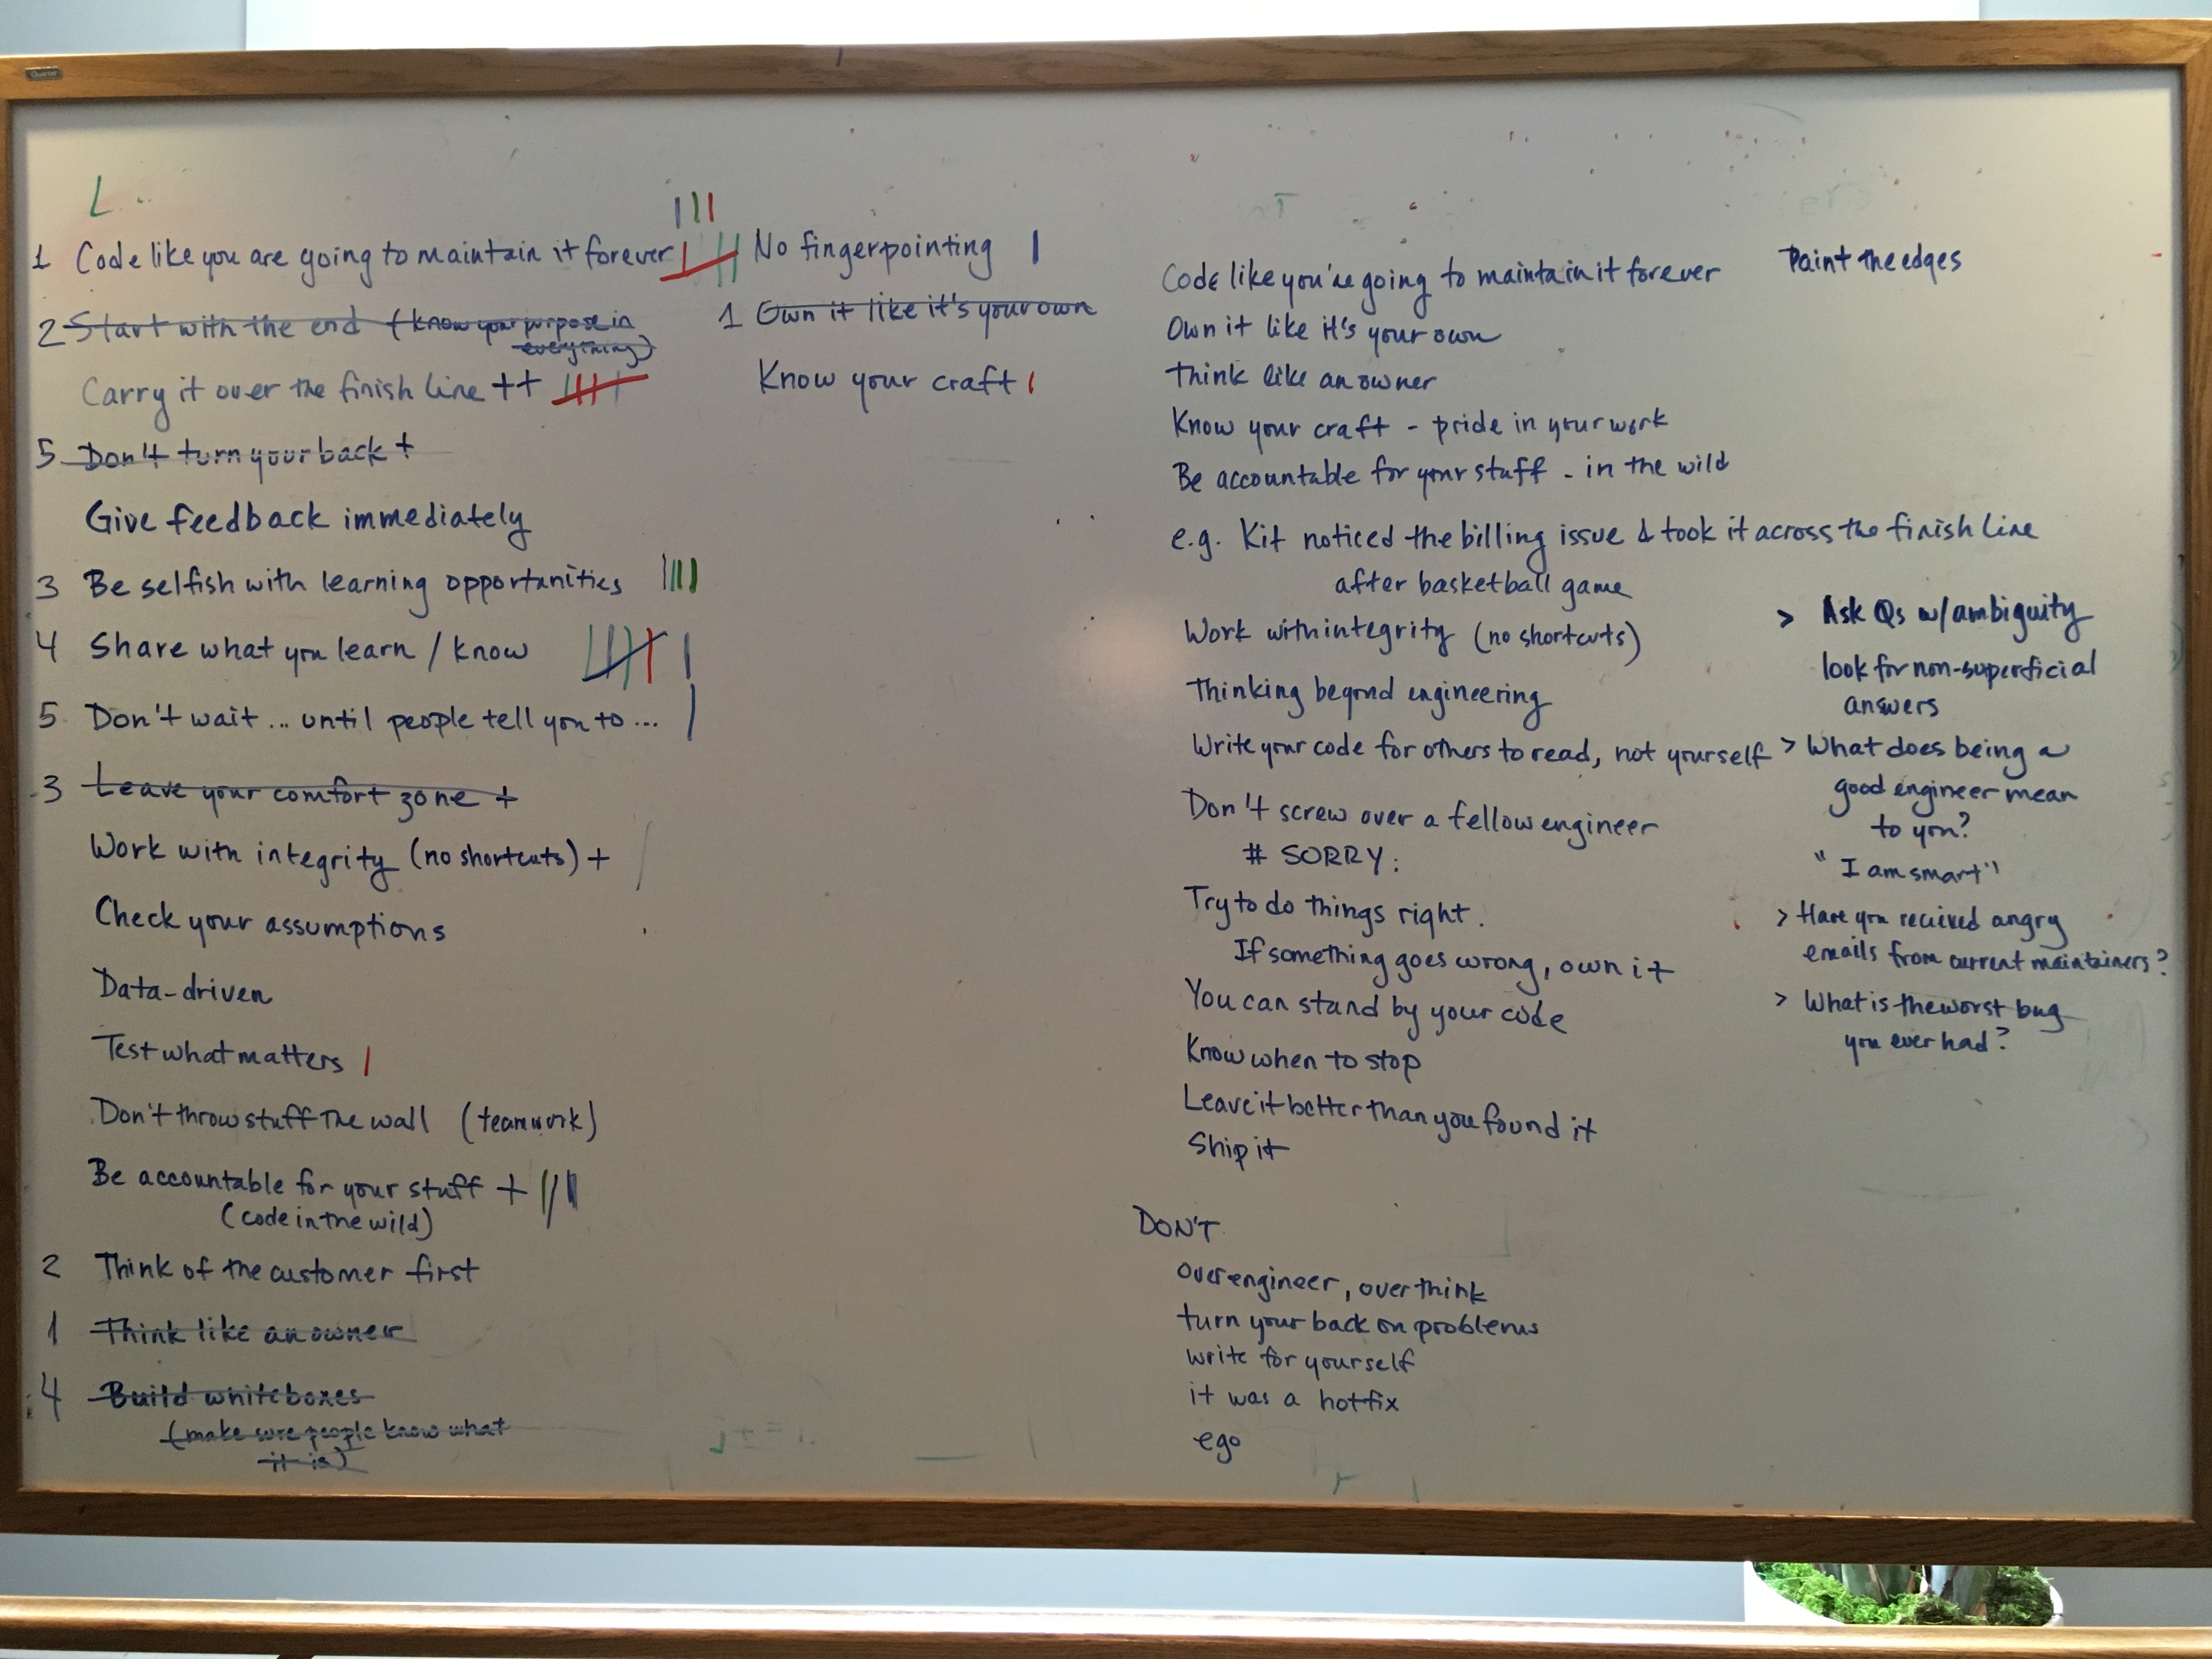 Quartet
1 Code like you are going to maintain it forever
2 Start with the end (know your purpose in
everything)
Carry it over the finish line ++
5 Don't turn your back +
Give feedback immediately
3 Be selfish with learning opportunities
4 Share what you learn / know
5 Don't wait... until people tell you to...
3 Leave your comfort zone +
Work with integrity (no shortcuts) +
Check your assumptions
Data-driven
Test what matters
Don't throw stuff the wall (teamwork)
Be accountable for your stuff +
(code in the wild)
2 Think of the customer first
1 Think like an owner
4 Build whiteboxes
(make sure people know what
it is)
No fingerpointing
1 Own it like it's your own
Know your craft
Code like you're going to maintain it forever
Own it like it's your own
Think like an owner
Know your craft - pride in your work
Be accountable for your stuff - in the wild
e.g. Kit noticed the billing issue & took it across the finish line
after basketball game
Work with integrity (no shortcuts)
Thinking beyond engineering
Write your code for others to read, not yourself
Don't screw over a fellow engineer
# SORRY.
Try to do things right.
If something goes wrong, own it
You can stand by your code
Know when to stop
Leave it better than you found it
Ship it
DON'T
overengineer, over think
turn your back on problems
write for yourself
it was a hotfix
ego
Paint the edges
> Ask Qs w/ ambiguity
look for non-superficial
answers
> What does being a
good engineer mean
to you?
"I am smart"
> Have you recieved angry
emails from current maintainers?
> What is the worst bug
you ever had?